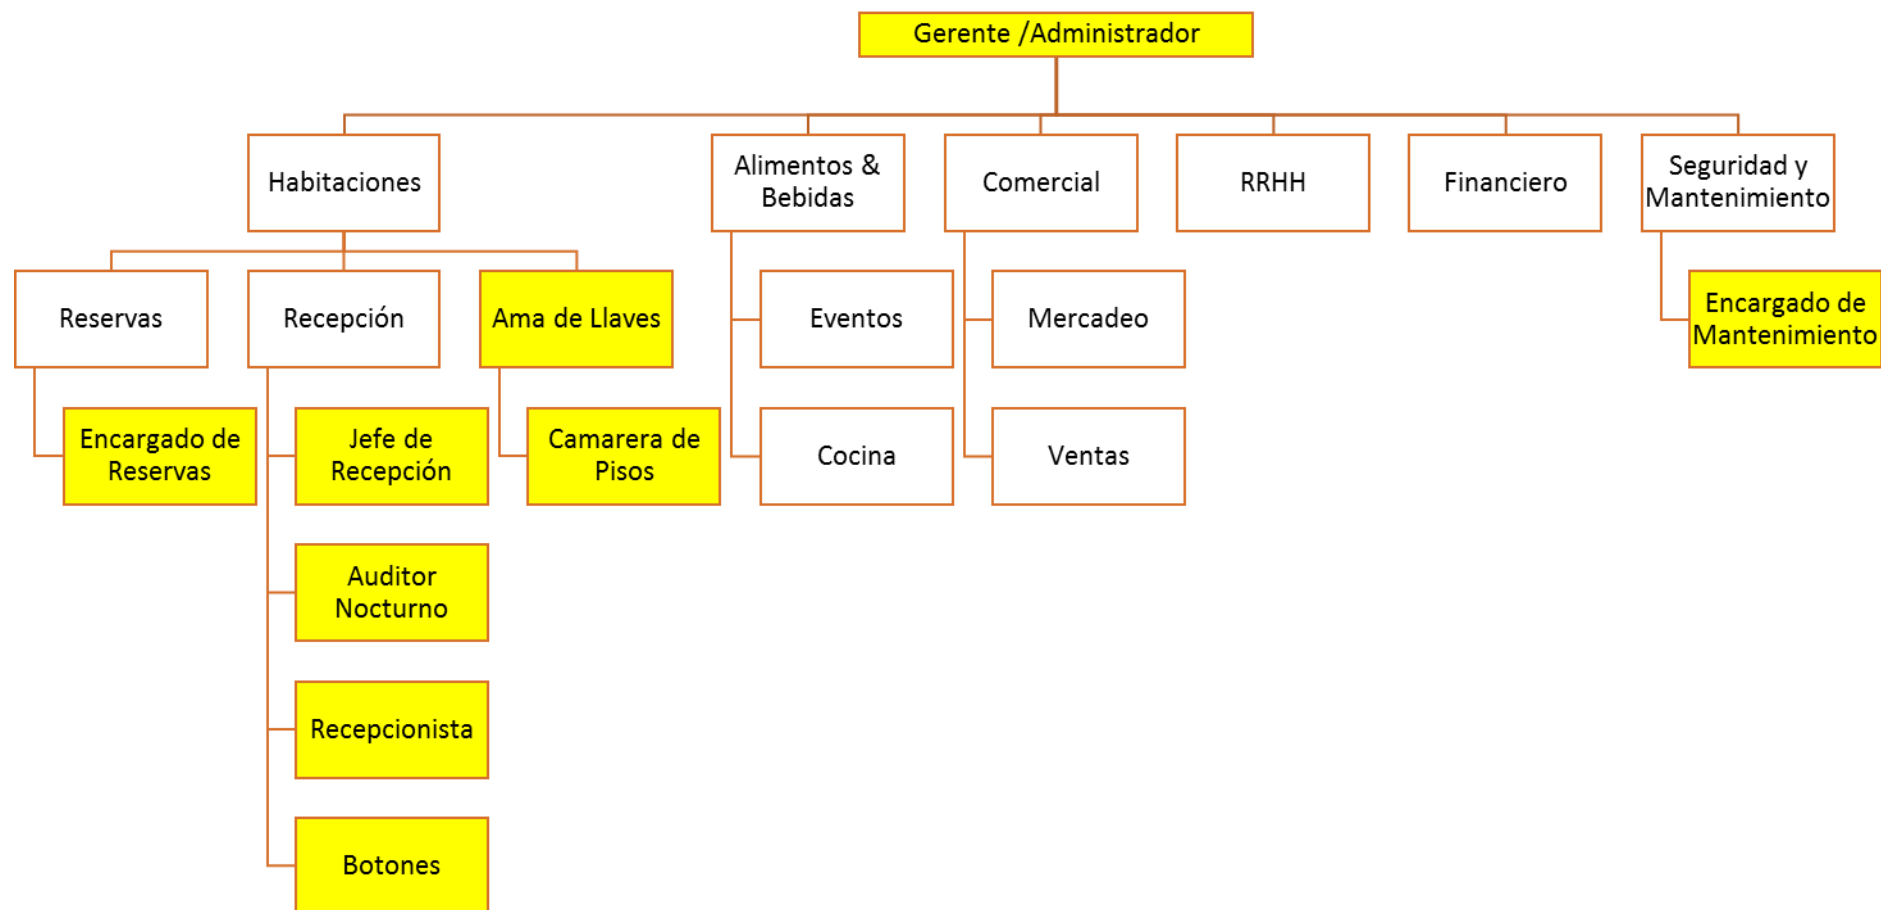 Gerente /Administrador
Habitaciones
Alimentos &
Bebidas
Comercial
RRHH
Financiero
Seguridad y
Mantenimiento
Reservas
Recepción
Ama de Llaves
Eventos
Mercadeo
Encargado de
Mantenimiento
Encargado de
Reservas
Jefe de
Recepción
Camarera de
Pisos
Cocina
Ventas
Auditor
Nocturno
Recepcionista
Botones